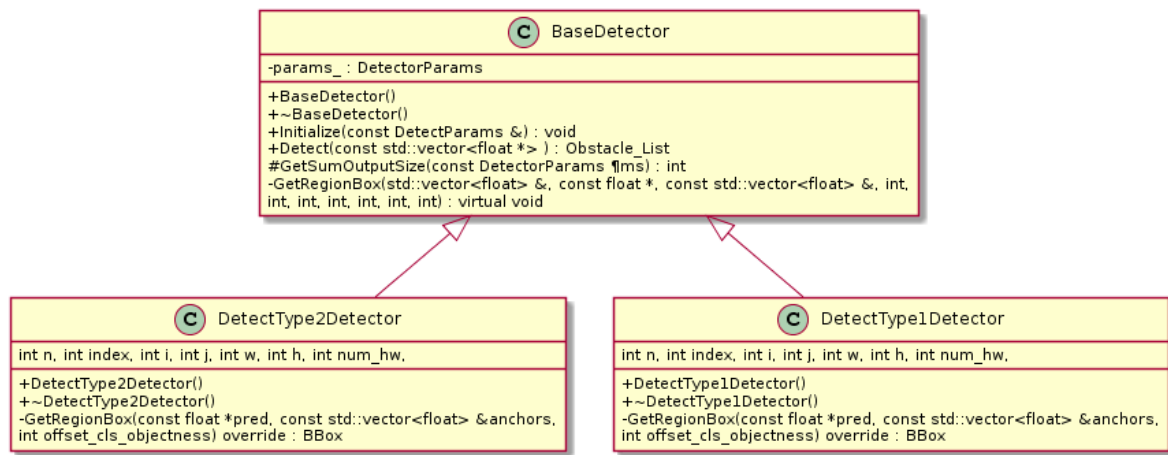 C BaseDetector
-params_ : DetectorParams
+BaseDetector()
+~BaseDetector()
+Initialize(const DetectParams &) : void
+Detect(const std::vector<float *> ) : Obstacle_List
#GetSumOutputSize(const DetectorParams ¶ms) : int
-GetRegionBox(std::vector<float> &, const float *, const std::vector<float> &, int,
int, int, int, int, int, int) : virtual void
C DetectType2Detector
int n, int index, int i, int j, int w, int h, int num_hw,
+DetectType2Detector()
+~DetectType2Detector()
-GetRegionBox(const float *pred, const std::vector<float> &anchors,
int offset_cls_objectness) override : BBox
C DetectType1Detector
int n, int index, int i, int j, int w, int h, int num_hw,
+DetectType1Detector()
+~DetectType1Detector()
-GetRegionBox(const float *pred, const std::vector<float> &anchors,
int offset_cls_objectness) override : BBox